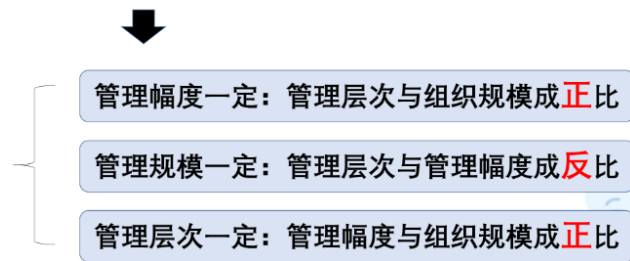 管理幅度一定：管理层次与组织规模成正比
管理规模一定：管理层次与管理幅度成反比
管理层次一定：管理幅度与组织规模成正比